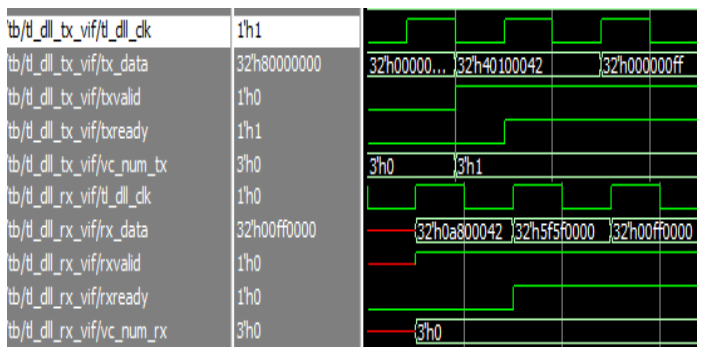 tb/tl_dll_tx_vif/tl_dll_clk 1'h1
tb/tl_dll_tx_vif/tx_data 32'h80000000 32'h00000... 32'h40100042 32'h000000ff
tb/tl_dll_tx_vif/txvalid 1'h0
tb/tl_dll_tx_vif/txready 1'h1
tb/tl_dll_tx_vif/vc_num_tx 3'h0 3'h0 3'h1
tb/tl_dll_rx_vif/tl_dll_clk 1'h0
tb/tl_dll_rx_vif/rx_data 32'h00ff0000 32'h0a800042 32'h5f5f0000 32'h00ff0000
tb/tl_dll_rx_vif/rxvalid 1'h0
tb/tl_dll_rx_vif/rxready 1'h0
tb/tl_dll_rx_vif/vc_num_rx 3'h0 3'h0